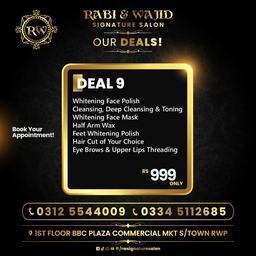 RW
RABI & WAJID
SIGNATURE SALON
OUR DEALS!
DEAL 9
Whitening Face Polish
Cleansing, Deep Cleansing & Toning
Whitening Face Mask
Half Arm Wax
Feet Whitening Polish
Hair Cut of Your Choice
Eye Brows & Upper Lips Threading
Book Your
Appointment!
RS 999
ONLY
0312 5544009 0334 5112685
1ST FLOOR BBC PLAZA COMMERCIAL MKT S/TOWN RWP
/rwsignaturesalon